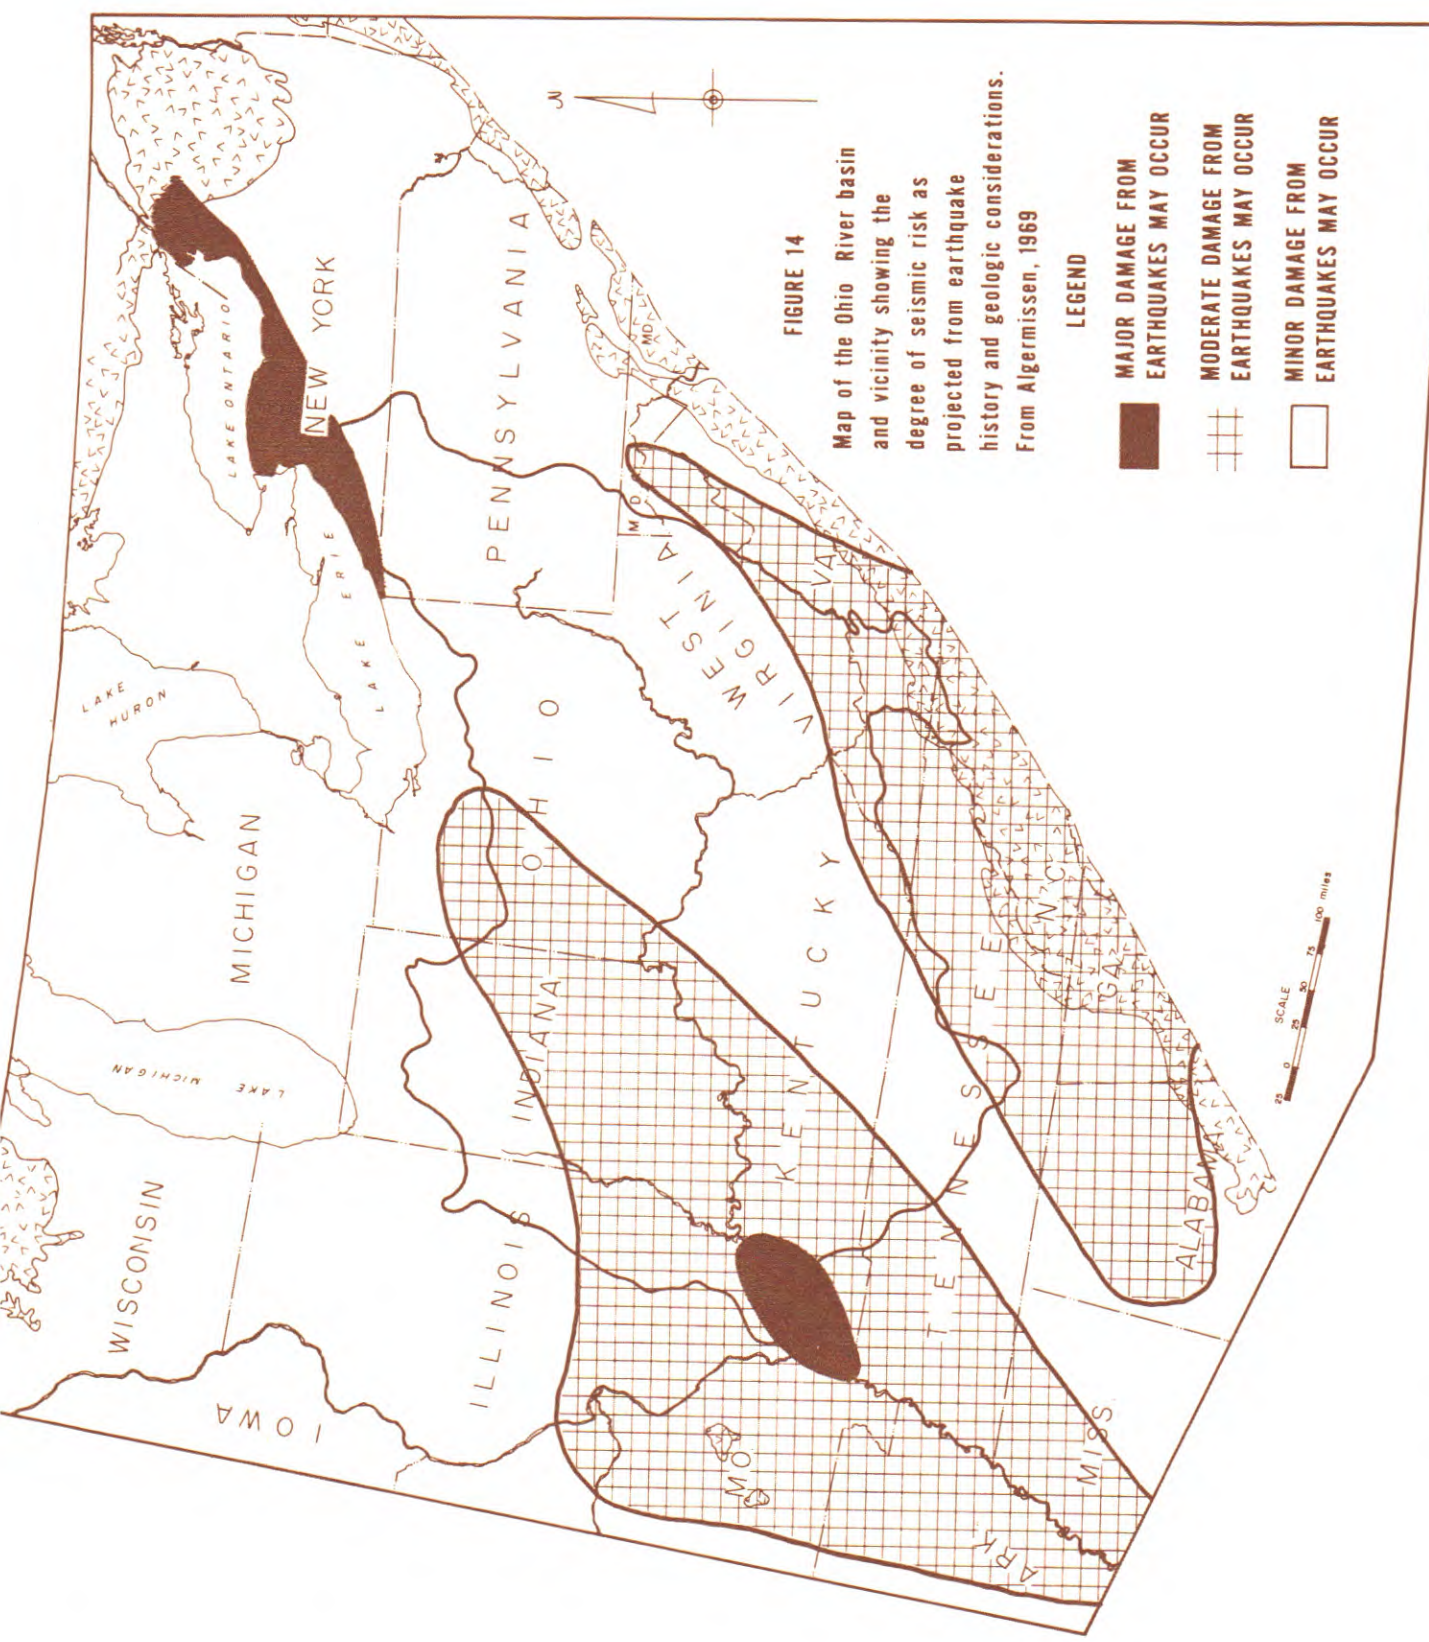 FIGURE 14
Map of the Ohio River basin
and vicinity showing the
degree of seismic risk as
projected from earthquake
history and geologic considerations.
From Algermissen, 1969
LEGEND
MAJOR DAMAGE FROM
EARTHQUAKES MAY OCCUR
MODERATE DAMAGE FROM
EARTHQUAKES MAY OCCUR
MINOR DAMAGE FROM
EARTHQUAKES MAY OCCUR
N
SCALE
25 0 25 50 75 100 miles
WISCONSIN
LAKE MICHIGAN
MICHIGAN
LAKE
HURON
LAKE ONTARIO
NEW YORK
LAKE ERIE
IOWA
ILLINOIS
INDIANA
OHIO
PENNSYLVANIA
MD
MD
WEST
VIRGINIA
VA
MO
KENTUCKY
TENNESSEE
N C
ARK
MISS.
ALABAMA
GA